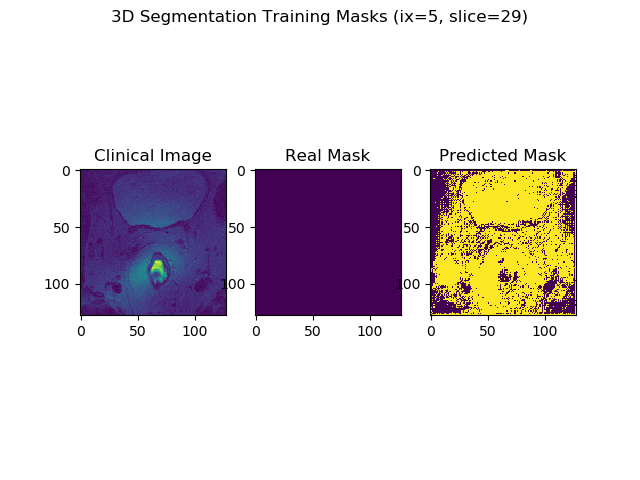 3D Segmentation Training Masks (ix=5, slice=29)
Clinical Image Real Mask Predicted Mask
0 0 0
50 50 50
100 100 100
0 50 100 0 50 100 0 50 100